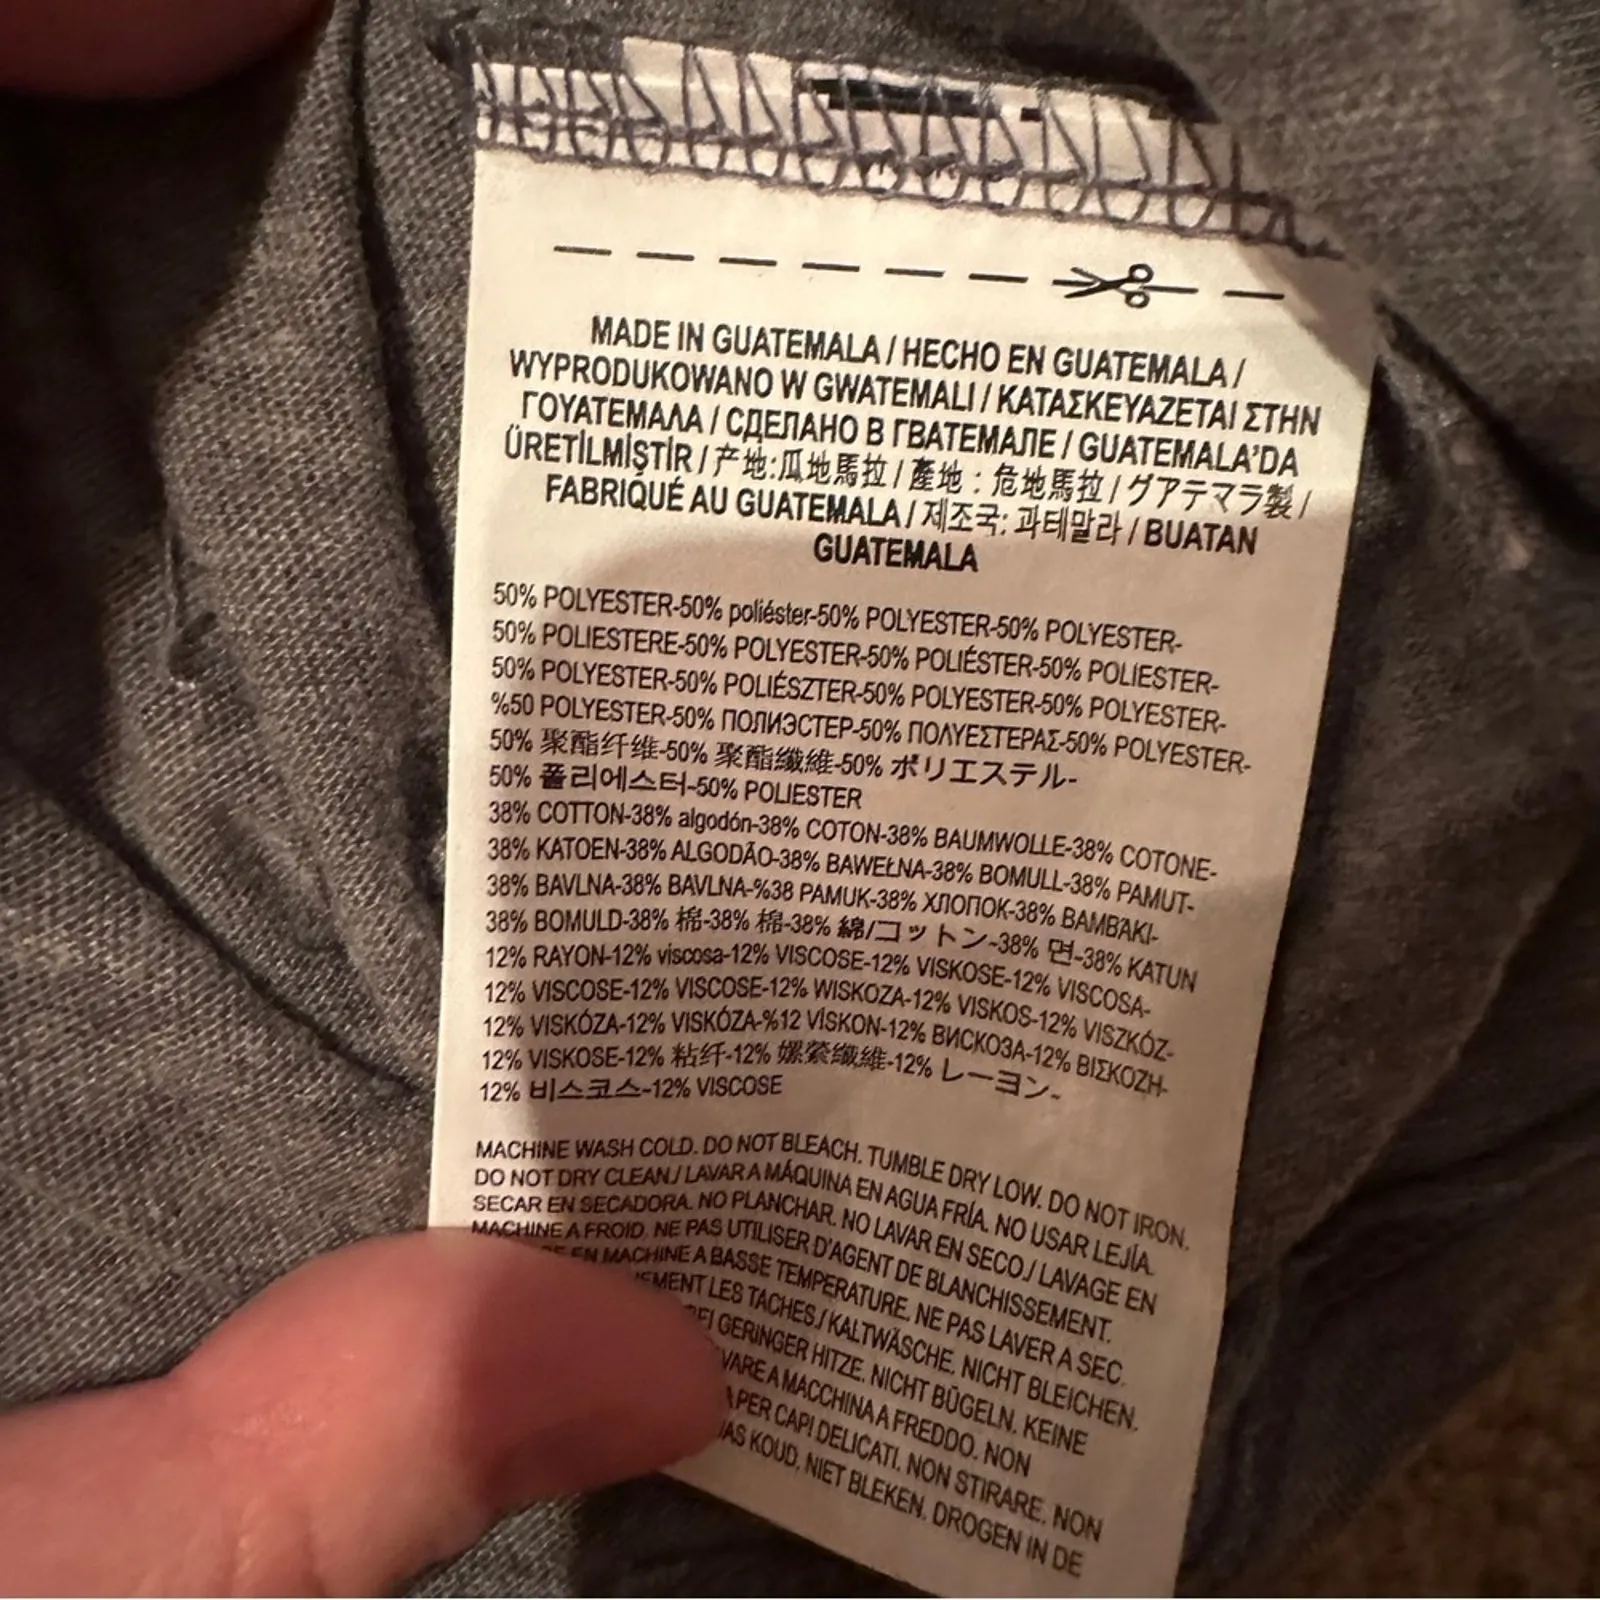 MADE IN GUATEMALA / HECHO EN GUATEMALA /
WYPRODUKOWANO W GWATEMALI / ΚΑΤΑΣΚΕΥΑΖΕΤΑΙ ΣΤΗΝ
ΓΟΥΑΤΕΜΑΛΑ / СДЕЛАНО В ГВАТЕМАЛЕ / GUATEMALA'DA
ÜRETİLMİŞTİR / 产地:瓜地馬拉 / 產地 : 危地馬拉 / グアテマラ製 /
FABRIQUÉ AU GUATEMALA / 제조국: 과테말라 / BUATAN
GUATEMALA
50% POLYESTER-50% poliéster-50% POLYESTER-50% POLYESTER-
50% POLIESTERE-50% POLYESTER-50% POLIÉSTER-50% POLIESTER-
50% POLYESTER-50% POLIÉSZTER-50% POLYESTER-50% POLYESTER-
%50 POLYESTER-50% ПОЛИЭСТЕР-50% ΠΟΛΥΕΣΤΕΡΑΣ-50% POLYESTER-
50% 聚酯纤维-50% 聚酯纖維-50% ポリエステル-
50% 폴리에스터-50% POLIESTER
38% COTTON-38% algodón-38% COTON-38% BAUMWOLLE-38% COTONE-
38% KATOEN-38% ALGODÃO-38% BAWEŁNA-38% BOMULL-38% PAMUT-
38% BAVLNA-38% BAVLNA-%38 PAMUK-38% ХЛОПОК-38% ΒΑΜΒΆΚΙ-
38% BOMULD-38% 棉-38% 棉-38% 綿/コットン-38% 면-38% KATUN
12% RAYON-12% viscosa-12% VISCOSE-12% VISKOSE-12% VISCOSA-
12% VISCOSE-12% VISCOSE-12% WISKOZA-12% VISKOS-12% VISZKÓZ-
12% VISKÓZA-12% VISKÓZA-%12 VİSKON-12% ВИСКОЗА-12% ΒΙΣΚΟΖΗ-
12% VISKOSE-12% 粘纤-12% 嫘縈纖維-12% レーヨン-
12% 비스코스-12% VISCOSE
MACHINE WASH COLD. DO NOT BLEACH. TUMBLE DRY LOW. DO NOT IRON.
DO NOT DRY CLEAN./ LAVAR A MÁQUINA EN AGUA FRÍA. NO USAR LEJÍA.
SECAR EN SECADORA. NO PLANCHAR. NO LAVAR EN SECO./ LAVAGE EN
MACHINE A FROID. NE PAS UTILISER D'AGENT DE BLANCHISSEMENT.
EN MACHINE A BASSE TEMPERATURE. NE PAS LAVER A SEC.
LES TACHES./ KALTWÄSCHE. NICHT BLEICHEN.
GERINGER HITZE. NICHT BÜGELN. KEINE
A MACCHINA A FREDDO. NON
PER CAPI DELICATI. NON STIRARE. NON
KOUD. NIET BLEKEN. DROGEN IN DE